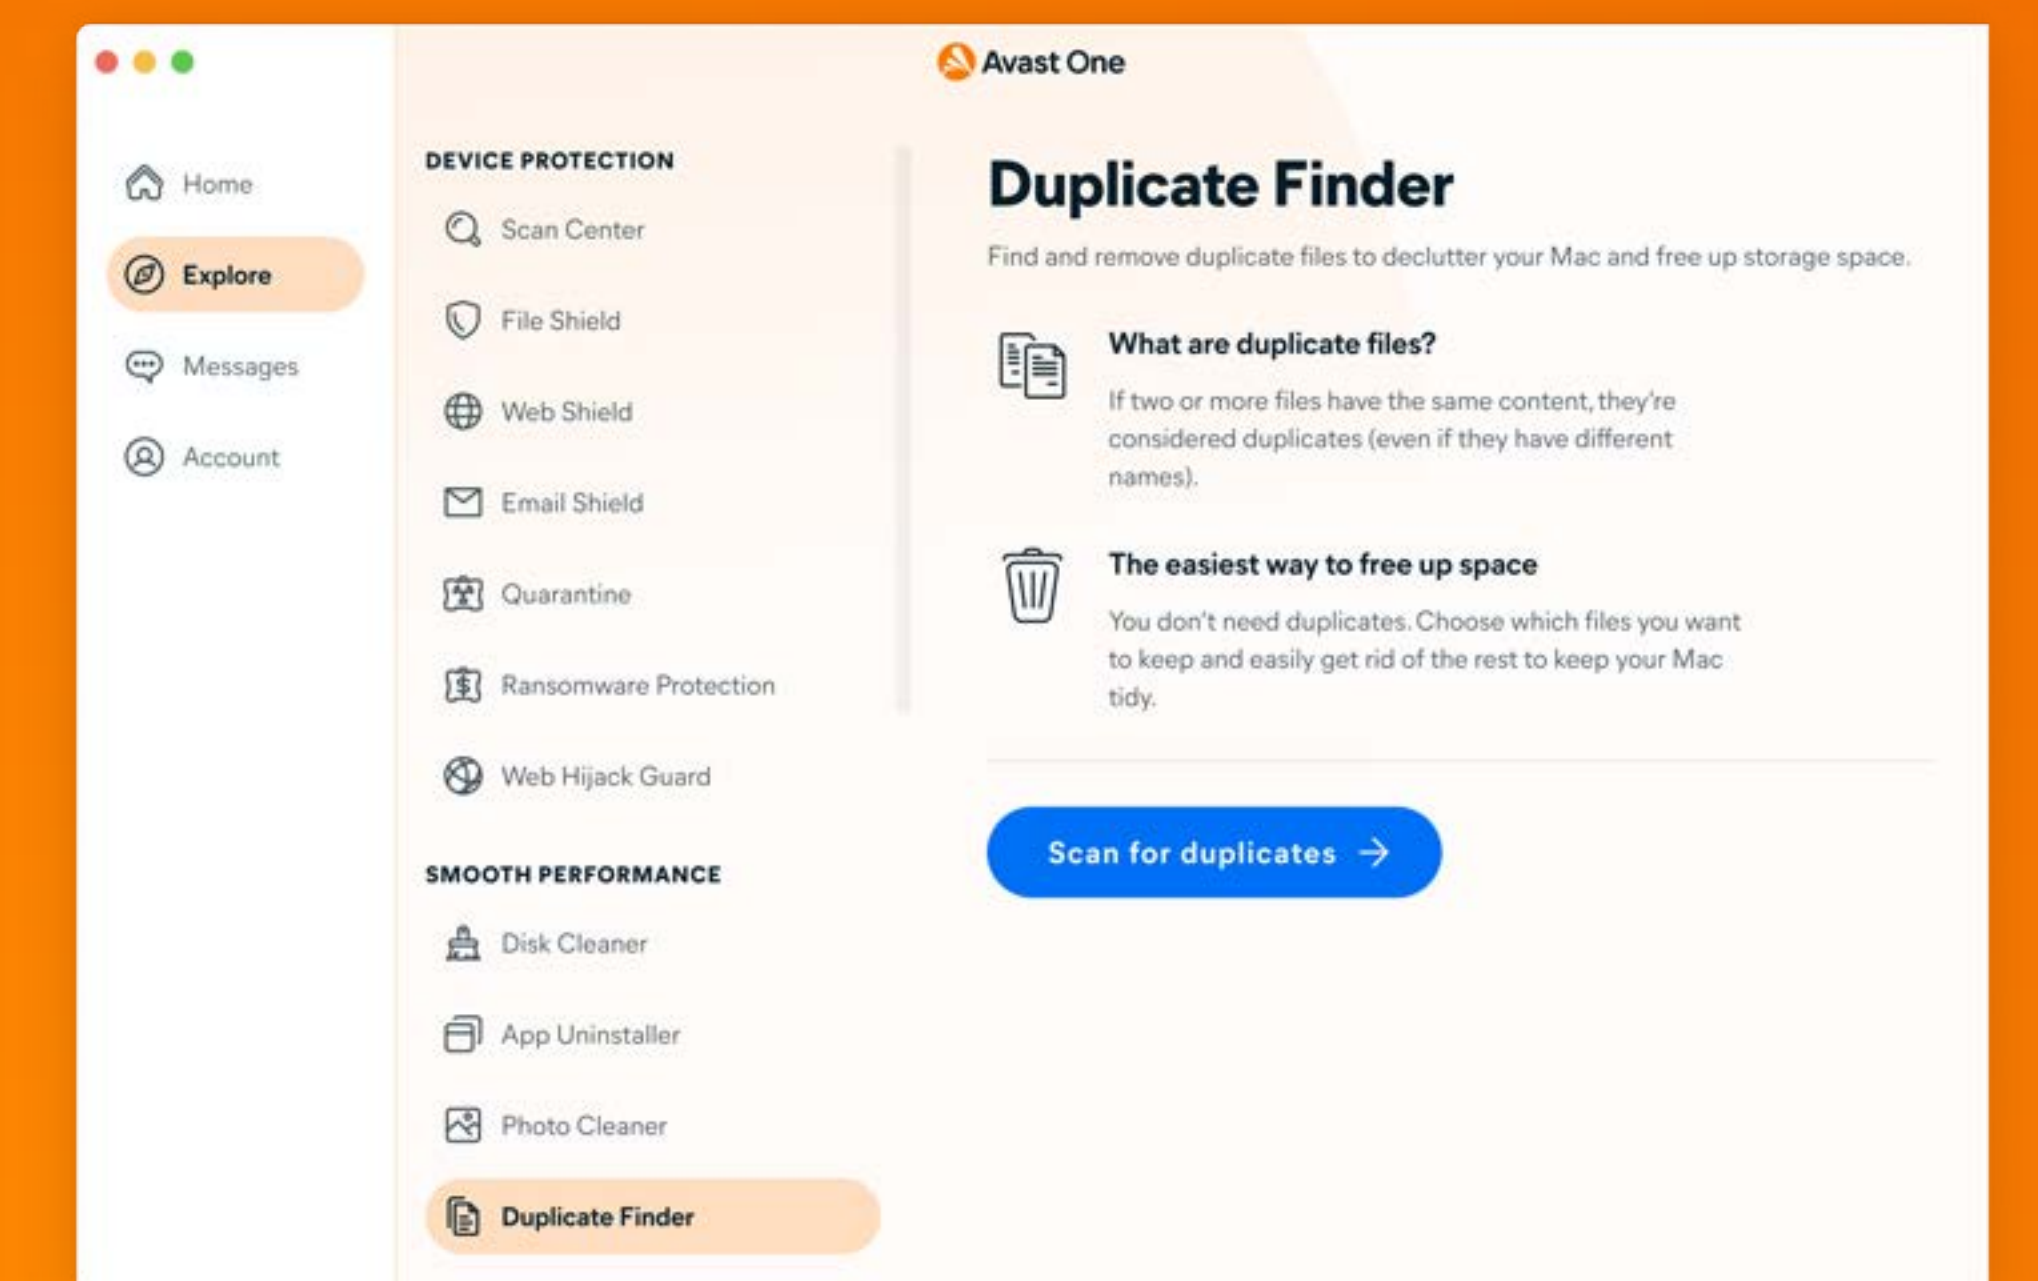 Avast One
Home
Explore
Messages
Account
DEVICE PROTECTION
Scan Center
File Shield
Web Shield
Email Shield
Quarantine
Ransomware Protection
Web Hijack Guard
SMOOTH PERFORMANCE
Disk Cleaner
App Uninstaller
Photo Cleaner
Duplicate Finder
Duplicate Finder
Find and remove duplicate files to declutter your Mac and free up storage space.
What are duplicate files?
If two or more files have the same content, they're
considered duplicates (even if they have different
names).
The easiest way to free up space
You don't need duplicates. Choose which files you want
to keep and easily get rid of the rest to keep your Mac
tidy.
Scan for duplicates →